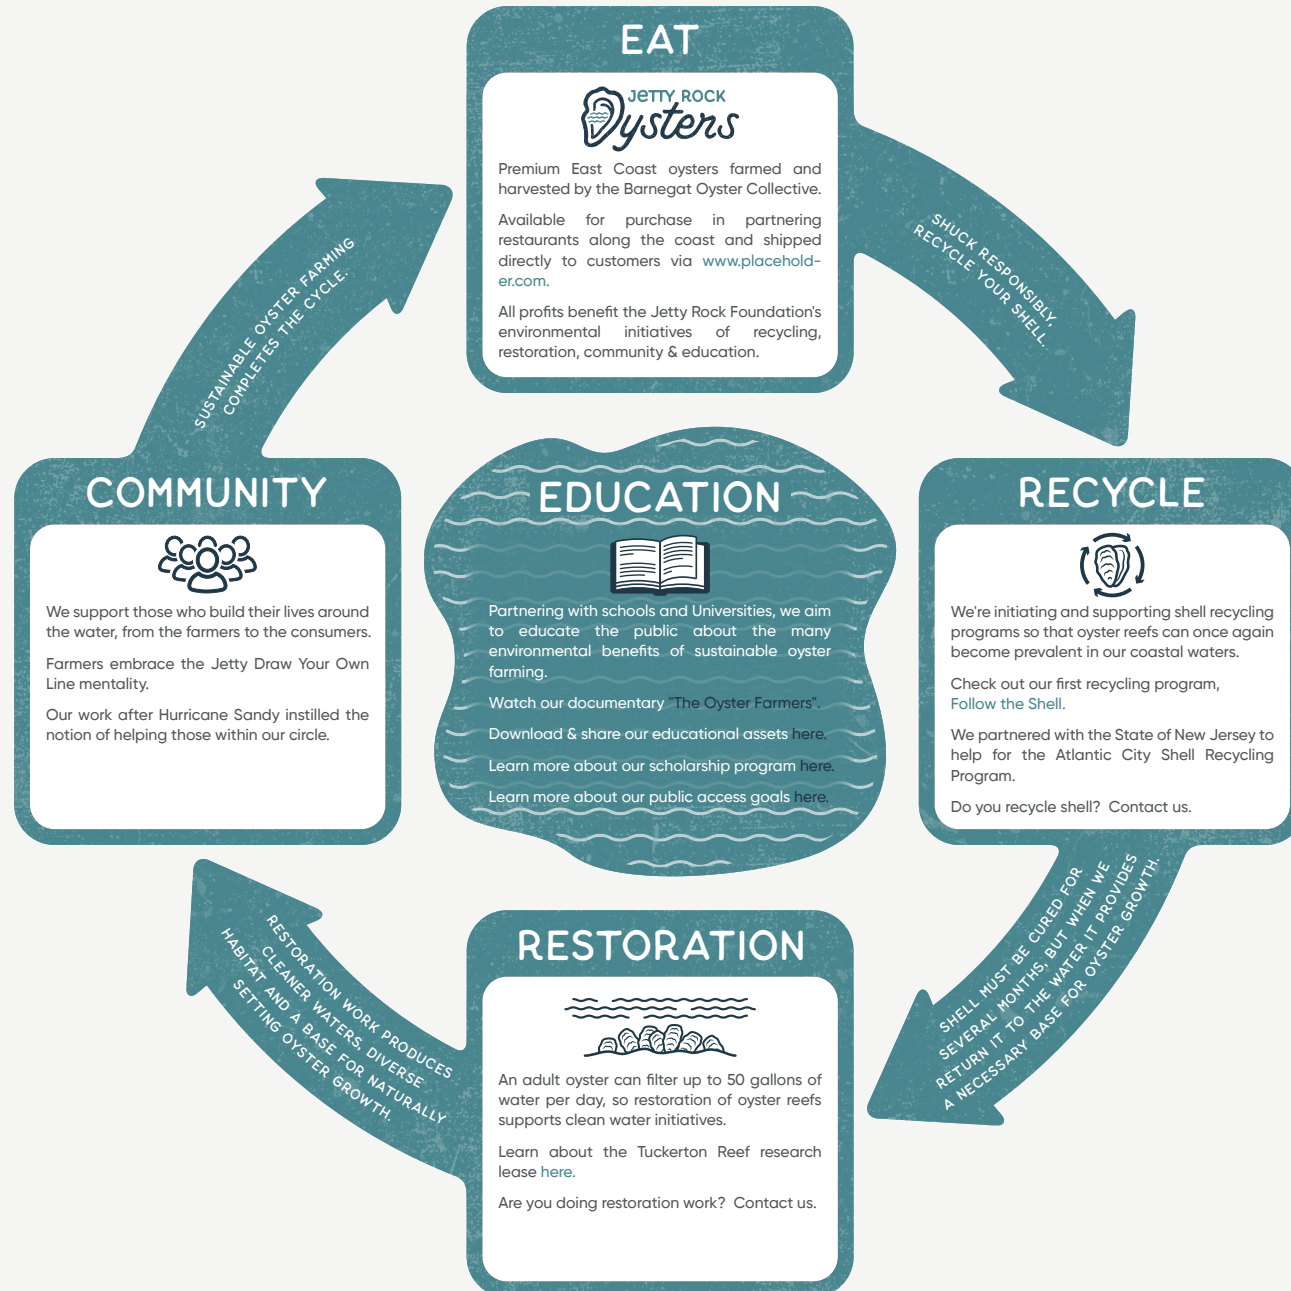 EAT
JeTTY ROCK
Oysters
Premium East Coast oysters farmed and
harvested by the Barnegat Oyster Collective.
Available for purchase in partnering
restaurants along the coast and shipped
directly to customers via www.placehold-
er.com.
All profits benefit the Jetty Rock Foundation's
environmental initiatives of recycling,
restoration, community & education.
SHUCK RESPONSIBLY,
RECYCLE YOUR SHELL.
RECYCLE
We're initiating and supporting shell recycling
programs so that oyster reefs can once again
become prevalent in our coastal waters.
Check out our first recycling program,
Follow the Shell.
We partnered with the State of New Jersey to
help for the Atlantic City Shell Recycling
Program.
Do you recycle shell? Contact us.
SHELL MUST BE CURED FOR
SEVERAL MONTHS, BUT WHEN WE
RETURN IT TO THE WATER IT PROVIDES
A NECESSARY BASE FOR OYSTER GROWTH.
RESTORATION
An adult oyster can filter up to 50 gallons of
water per day, so restoration of oyster reefs
supports clean water initiatives.
Learn about the Tuckerton Reef research
lease here.
Are you doing restoration work? Contact us.
RESTORATION WORK PRODUCES
CLEANER WATERS, DIVERSE
HABITAT AND A BASE FOR NATURALLY
SETTING OYSTER GROWTH.
COMMUNITY
We support those who build their lives around
the water, from the farmers to the consumers.
Farmers embrace the Jetty Draw Your Own
Line mentality.
Our work after Hurricane Sandy instilled the
notion of helping those within our circle.
SUSTAINABLE OYSTER FARMING
COMPLETES THE CYCLE.
EDUCATION
Partnering with schools and Universities, we aim
to educate the public about the many
environmental benefits of sustainable oyster
farming.
Watch our documentary "The Oyster Farmers".
Download & share our educational assets here.
Learn more about our scholarship program here.
Learn more about our public access goals here.